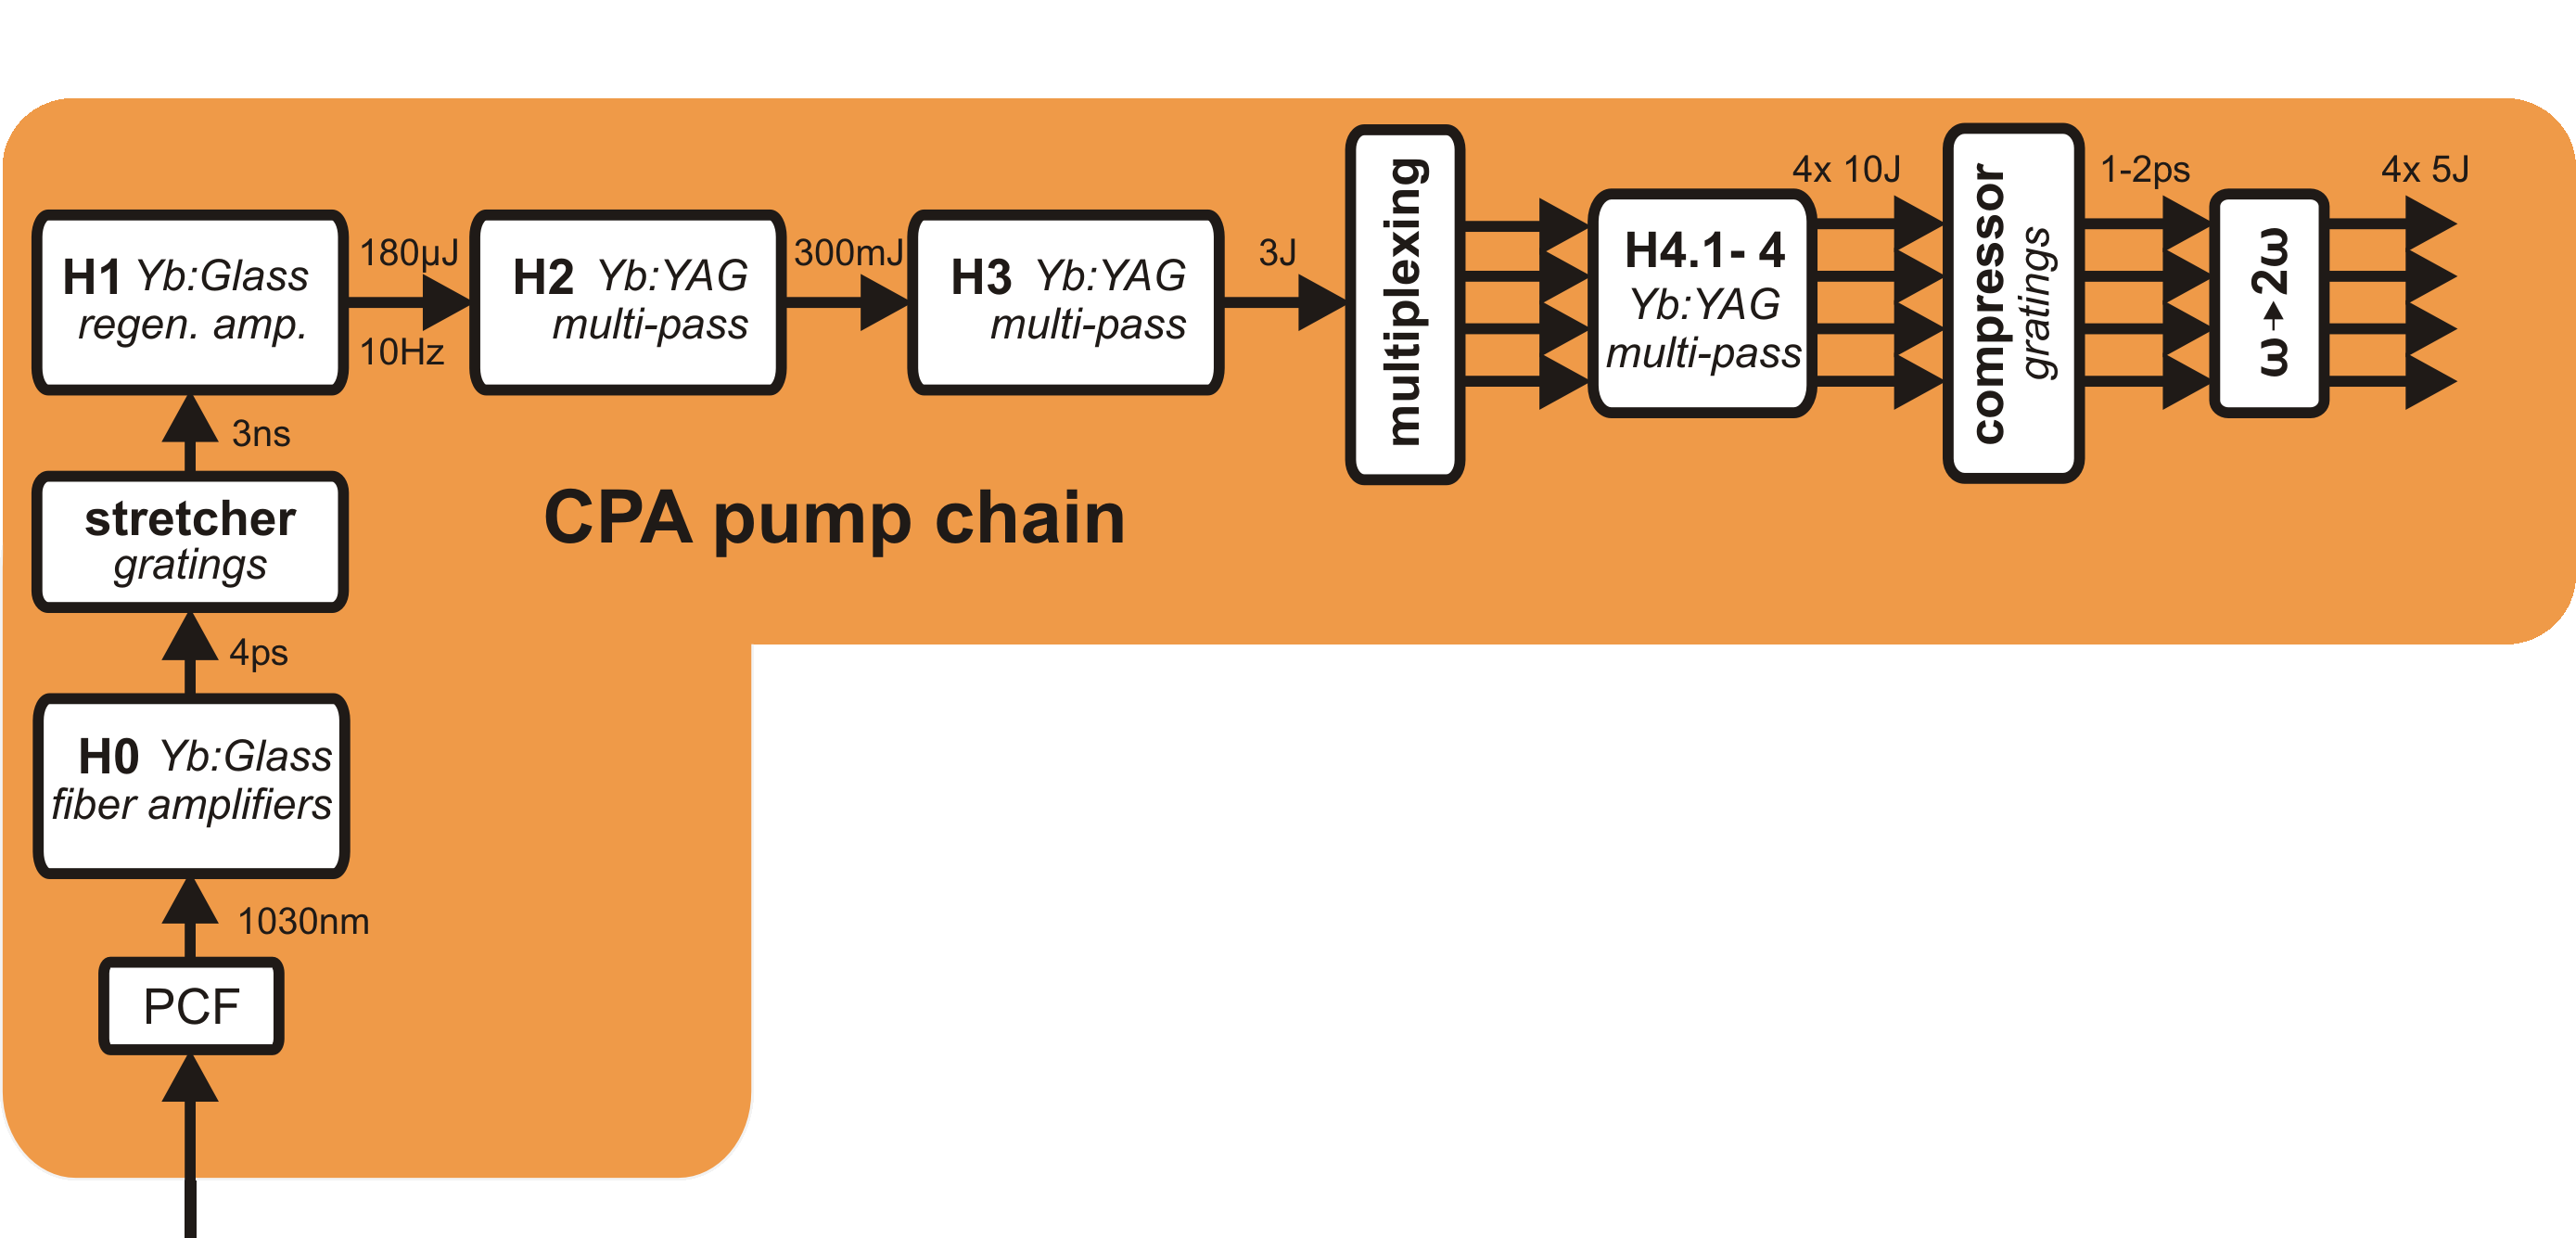 H1 Yb:Glass
regen. amp.
180µJ
10Hz
H2 Yb:YAG
multi-pass
300mJ
H3 Yb:YAG
multi-pass
3J
multiplexing
H4.1- 4
Yb:YAG
multi-pass
4x 10J
compressor
gratings
1-2ps
ω→2ω
4x 5J
3ns
stretcher
gratings
CPA pump chain
4ps
H0 Yb:Glass
fiber amplifiers
1030nm
PCF